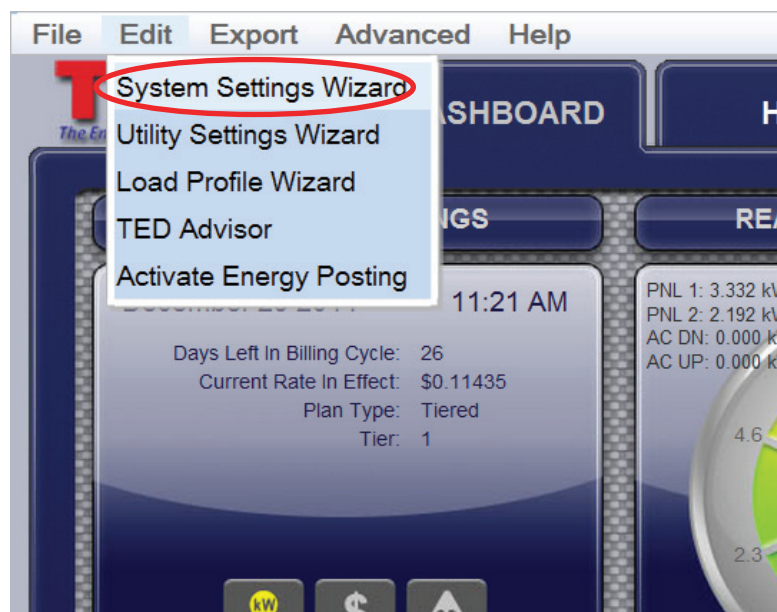 File Edit Export Advanced Help
System Settings Wizard
Utility Settings Wizard
Load Profile Wizard
TED Advisor
Activate Energy Posting
The
11:21 AM
Days Left In Billing Cycle: 26
Current Rate In Effect: $0.11435
Plan Type: Tiered
Tier: 1
kW
$
PNL 1: 3.332
PNL 2: 2.192
AC DN: 0.000
AC UP: 0.000
4.6
2.3